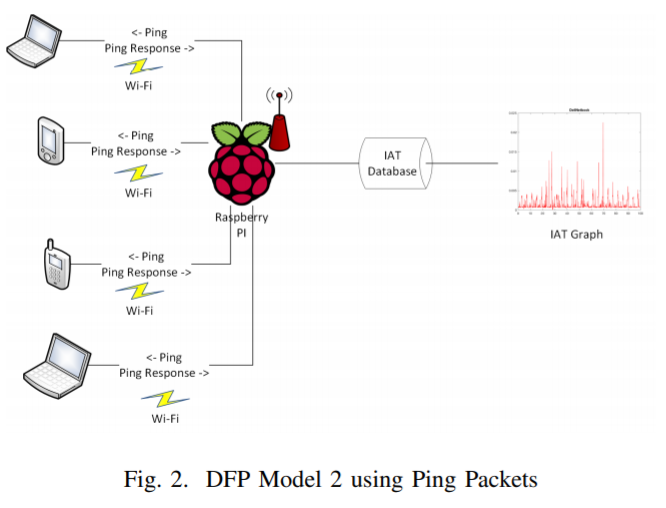 <- Ping
Ping Response ->
Wi-Fi
<- Ping
Ping Response ->
Wi-Fi
Raspberry
PI
<- Ping
Ping Response ->
Wi-Fi
<- Ping
Ping Response ->
Wi-Fi
IAT
Database
IAT Graph
Fig. 2. DFP Model 2 using Ping Packets